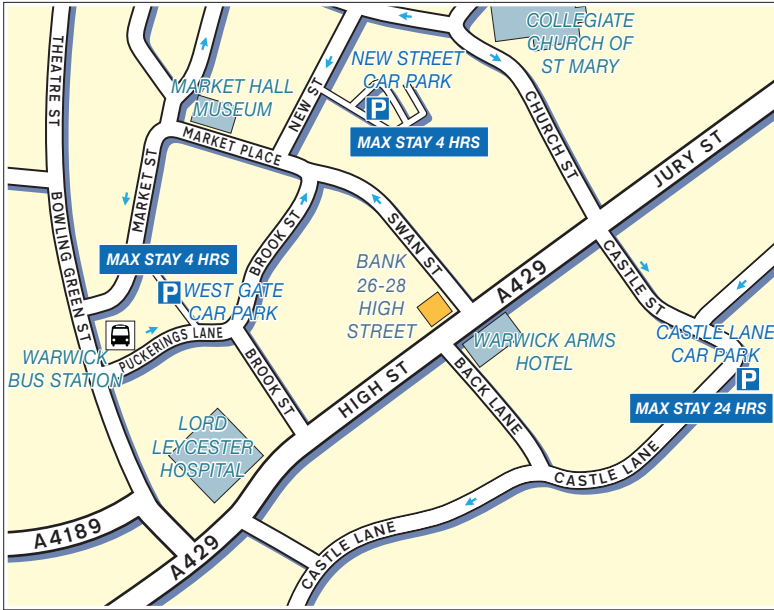 COLLEGIATE
CHURCH OF
ST MARY
THEATRE ST
NEW STREET
CAR PARK
P
MAX STAY 4 HRS
MARKET HALL
MUSEUM
NEW ST
CHURCH ST
MARKET PLACE
JURY ST
MARKET ST
BOWLING GREEN ST
BROOK ST
SWAN ST
MAX STAY 4 HRS
P
WEST GATE
CAR PARK
BANK
26-28
HIGH
STREET
A429
CASTLE ST
WARWICK
BUS STATION
PUCKERINGS LANE
WARWICK ARMS
HOTEL
CASTLE LANE
CAR PARK
P
MAX STAY 24 HRS
BROOK ST
HIGH ST
BACK LANE
LORD
LEYCESTER
HOSPITAL
CASTLE LANE
A4189
A429
CASTLE LANE